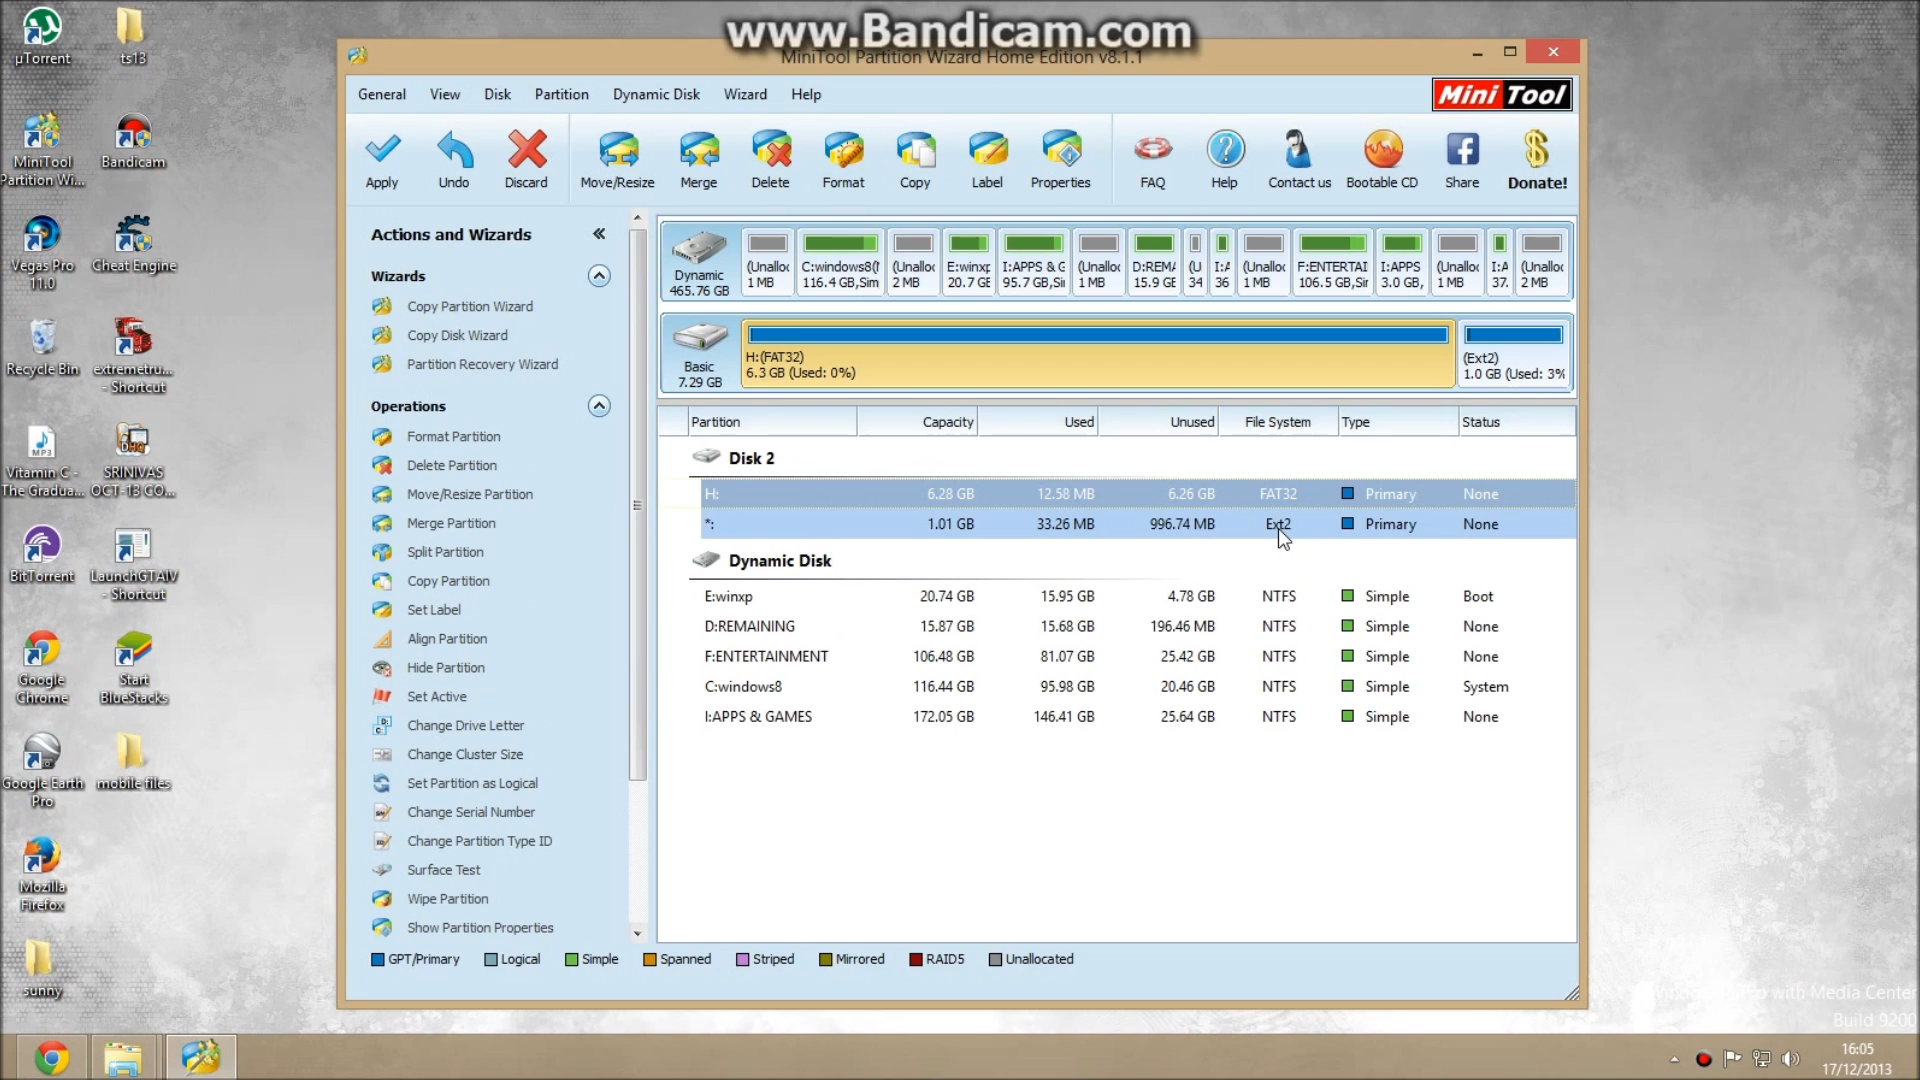 www.Bandicam.com
MiniTool Partition Wizard Home Edition v8.1.1
General View Disk Partition Dynamic Disk Wizard Help
Mini Tool
Apply Undo Discard Move/Resize Merge Delete Format Copy Label Properties FAQ Help Contact us Bootable CD Share Donate!
µTorrent
ts13
MiniTool
Partition Wi...
Bandicam
Vegas Pro
11.0
Cheat Engine
Recycle Bin
extremetru...
- Shortcut
MP3
Vitamin C -
The Gradua...
SRINIVAS
OCT-13 CO...
BitTorrent
LaunchGTAIV
- Shortcut
Google
Chrome
Start
BlueStacks
Google Earth
Pro
mobile files
Mozilla
Firefox
sunny
Actions and Wizards
Wizards
Copy Partition Wizard
Copy Disk Wizard
Partition Recovery Wizard
Operations
Format Partition
Delete Partition
Move/Resize Partition
Merge Partition
Split Partition
Copy Partition
Set Label
Align Partition
Hide Partition
Set Active
Change Drive Letter
Change Cluster Size
Set Partition as Logical
Change Serial Number
Change Partition Type ID
Surface Test
Wipe Partition
Show Partition Properties
Dynamic
465.76 GB
(Unalloc
1 MB
C:windows8(N
116.4 GB,Sim
(Unalloc
2 MB
E:winxp
20.7 GE
I:APPS & G
95.7 GB,Sir
(Unalloc
1 MB
D:REMA
15.9 GE
(U
34
I:A
36
(Unalloc
1 MB
F:ENTERTAI
106.5 GB,Sir
I:APPS
3.0 GB,
(Unalloc
1 MB
I:A
37.
(Unalloc
2 MB
Basic
7.29 GB
H:(FAT32)
6.3 GB (Used: 0%)
(Ext2)
1.0 GB (Used: 3%
Partition Capacity Used Unused File System Type Status
Disk 2
H: 6.28 GB 12.58 MB 6.26 GB FAT32 Primary None
*: 1.01 GB 33.26 MB 996.74 MB Ext2 Primary None
Dynamic Disk
E:winxp 20.74 GB 15.95 GB 4.78 GB NTFS Simple Boot
D:REMAINING 15.87 GB 15.68 GB 196.46 MB NTFS Simple None
F:ENTERTAINMENT 106.48 GB 81.07 GB 25.42 GB NTFS Simple None
C:windows8 116.44 GB 95.98 GB 20.46 GB NTFS Simple System
I:APPS & GAMES 172.05 GB 146.41 GB 25.64 GB NTFS Simple None
GPT/Primary Logical Simple Spanned Striped Mirrored RAID5 Unallocated
with Media Center
Build 9200
16:05
17/12/2013